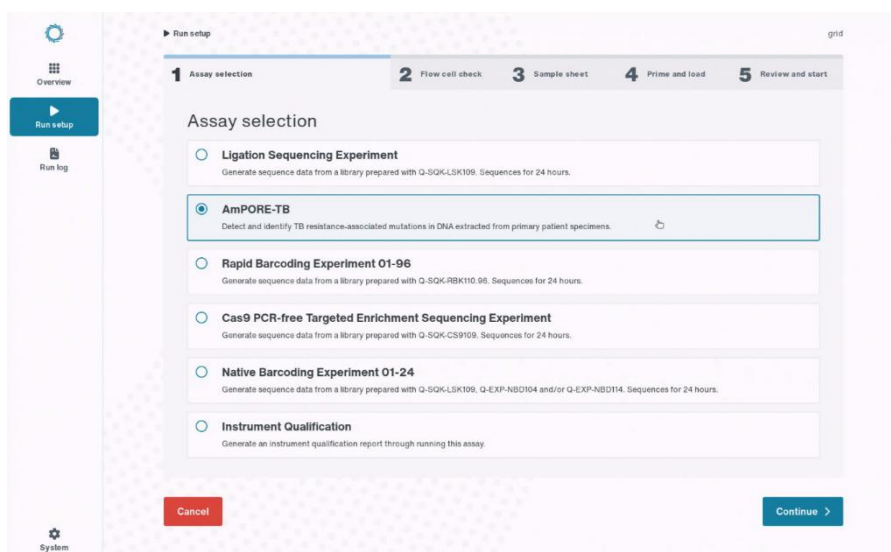 Run setup
grid
Overview
Run setup
Run log
System
1 Assay selection
2 Flow cell check
3 Sample sheet
4 Prime and load
5 Review and start
Assay selection
Ligation Sequencing Experiment
Generate sequence data from a library prepared with Q-SQK-LSK109. Sequences for 24 hours.
AmPORE-TB
Detect and identify TB resistance-associated mutations in DNA extracted from primary patient specimens.
Rapid Barcoding Experiment 01-96
Generate sequence data from a library prepared with Q-SQK-RBK110.96. Sequences for 24 hours.
Cas9 PCR-free Targeted Enrichment Sequencing Experiment
Generate sequence data from a library prepared with Q-SQK-CS9109. Sequences for 24 hours.
Native Barcoding Experiment 01-24
Generate sequence data from a library prepared with Q-SQK-LSK109, Q-EXP-NBD104 and/or Q-EXP-NBD114. Sequences for 24 hours.
Instrument Qualification
Generate an instrument qualification report through running this assay.
Cancel
Continue